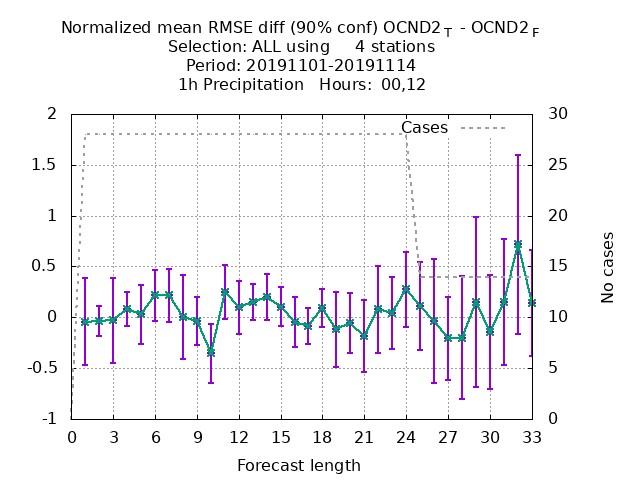 Normalized mean RMSE diff (90% conf) OCND2T - OCND2F
Selection: ALL using 4 stations
Period: 20191101-20191114
1h Precipitation Hours: 00,12
Cases
2
1.5
1
0.5
0
-0.5
-1
30
25
20
15
10
5
0
No cases
0 3 6 9 12 15 18 21 24 27 30 33
Forecast length